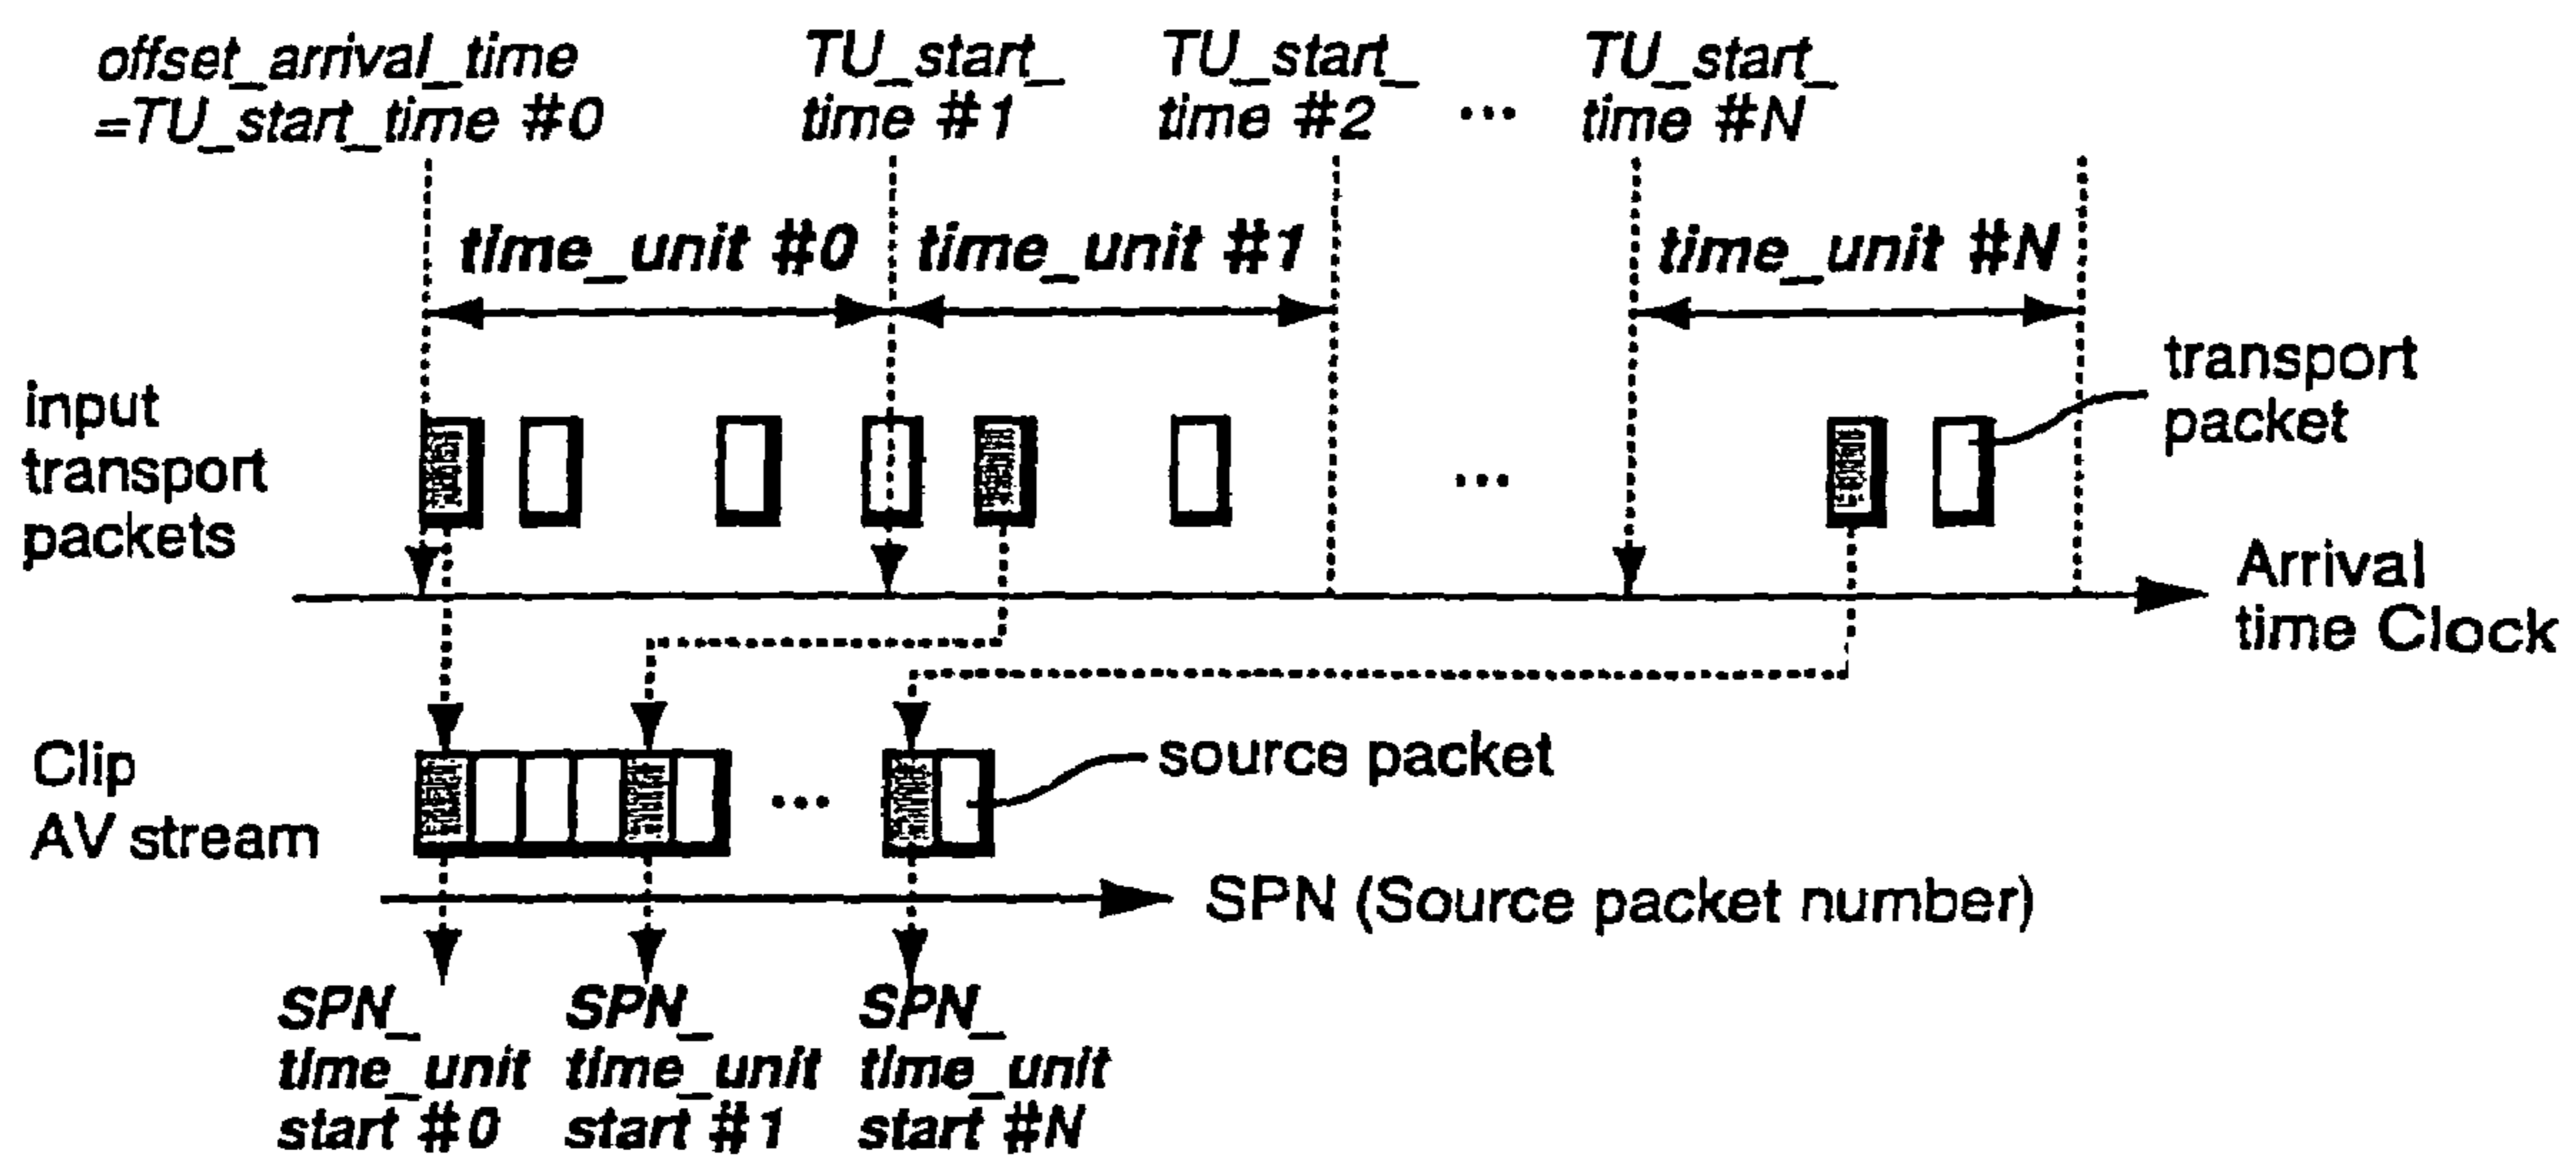 offset_arrival_time
=TU_start_time #0
TU_start_
time #1
TU_start_
time #2
...
TU_start_
time #N
time_unit #0
time_unit #1
time_unit #N
input
transport
packets
...
transport
packet
Arrival
time Clock
Clip
AV stream
...
source packet
SPN (Source packet number)
SPN_
time_unit
start #0
SPN_
time_unit
start #1
SPN_
time_unit
start #N